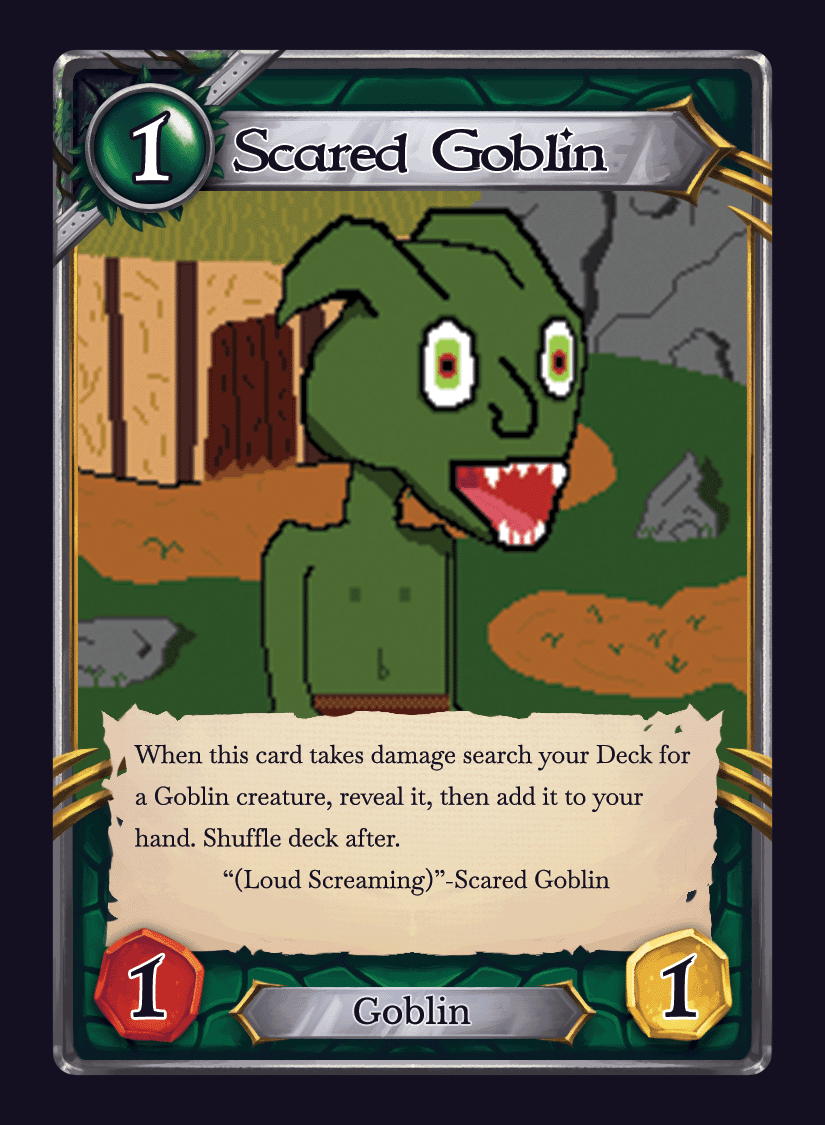 1
Scared Goblin
When this card takes damage search your Deck for
a Goblin creature, reveal it, then add it to your
hand. Shuffle deck after.
“(Loud Screaming)”-Scared Goblin
1
Goblin
1